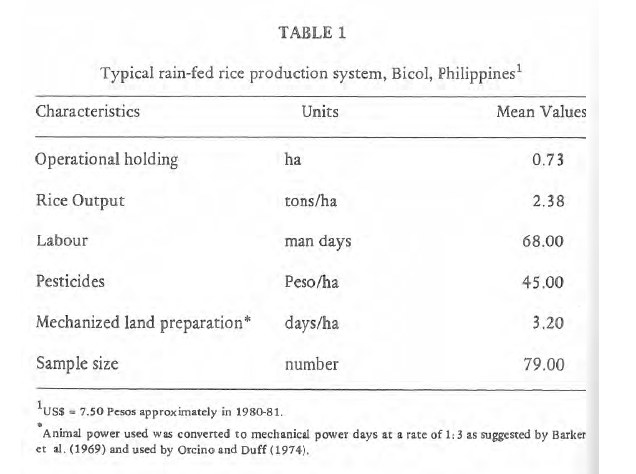 TABLE 1
Typical rain-fed rice production system, Bicol, Philippines¹
Characteristics Units Mean Values
Operational holding ha 0.73
Rice Output tons/ha 2.38
Labour man days 68.00
Pesticides Peso/ha 45.00
Mechanized land preparation* days/ha 3.20
Sample size number 79.00
¹US$ = 7.50 Pesos approximately in 1980-81.
*Animal power used was converted to mechanical power days at a rate of 1:3 as suggested by Barker
et al. (1969) and used by Orcino and Duff (1974).